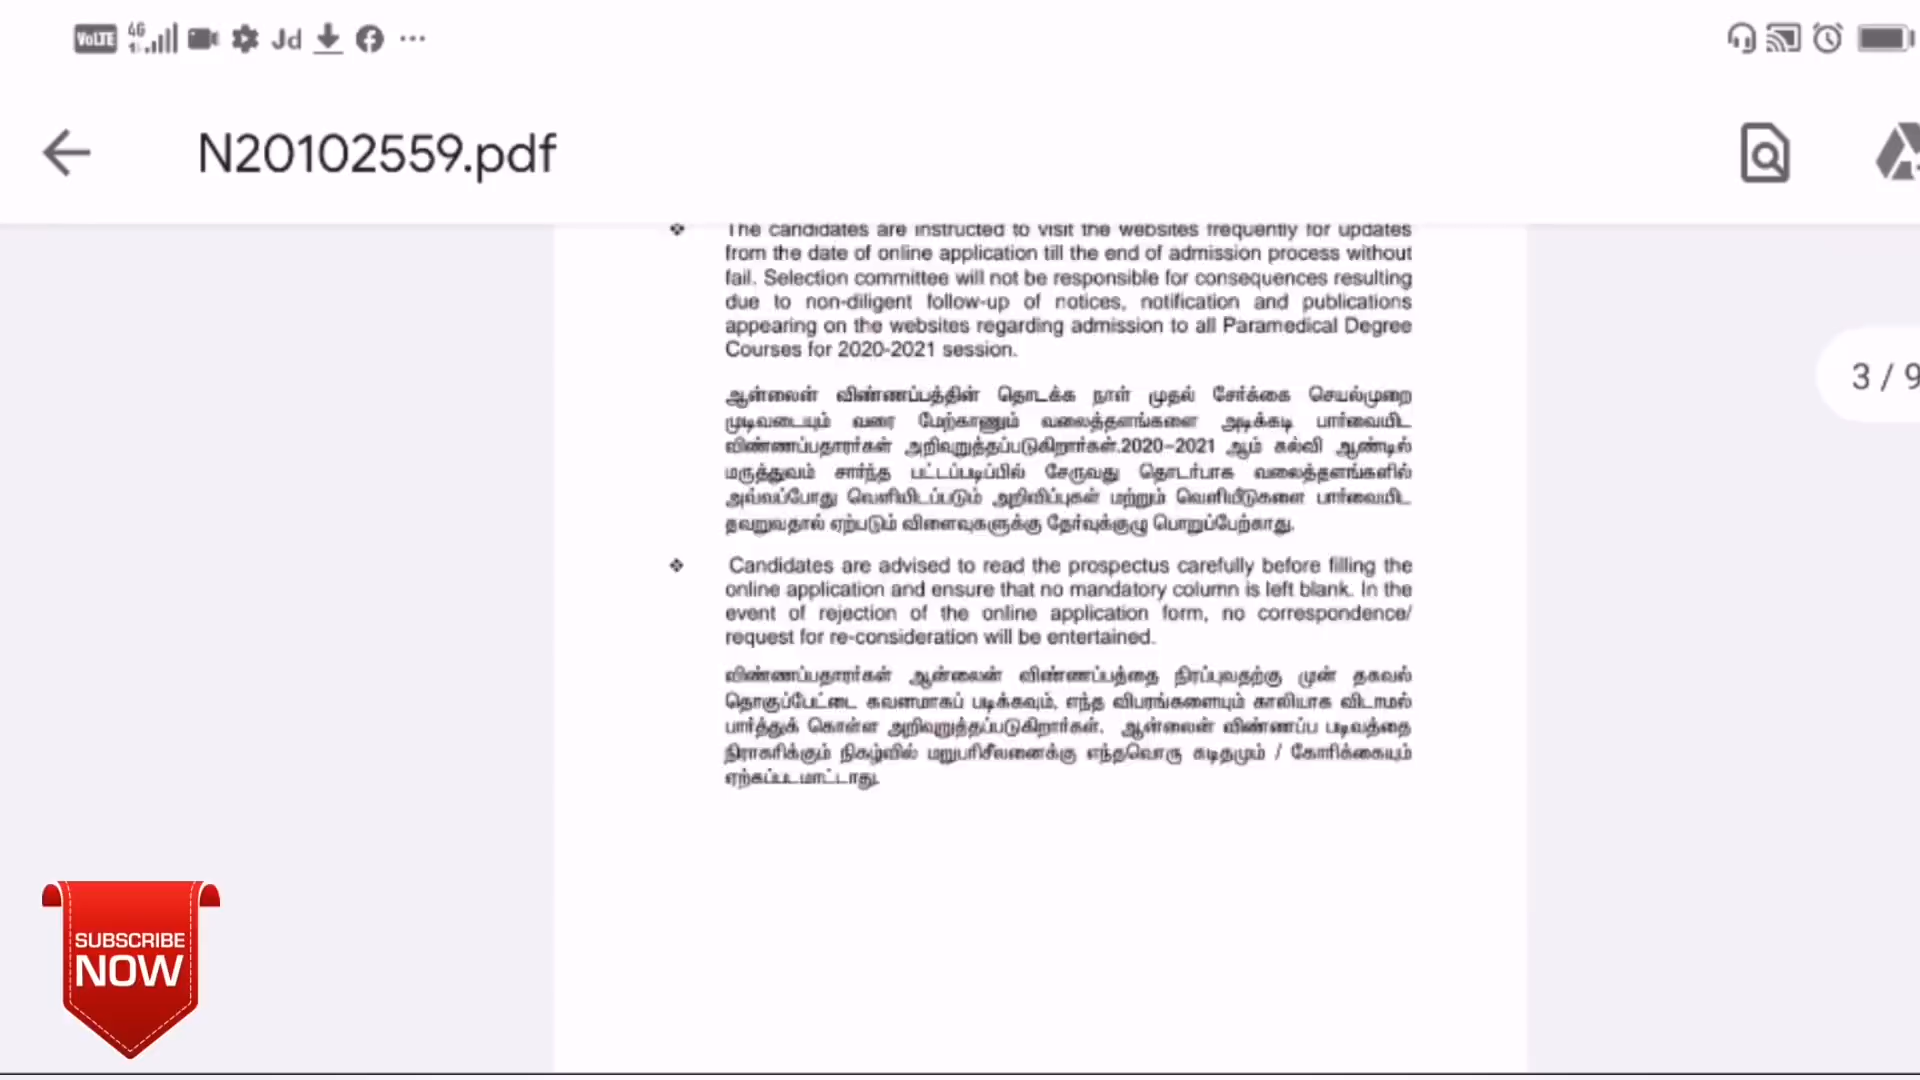 VoLTE 4G Jd
N20102559.pdf
❖ The candidates are instructed to visit the websites frequently for updates
from the date of online application till the end of admission process without
fail. Selection committee will not be responsible for consequences resulting
due to non-diligent follow-up of notices, notification and publications
appearing on the websites regarding admission to all Paramedical Degree
Courses for 2020-2021 session.
3 / 9
ஆன்லைன் விண்ணப்பத்தின் தொடக்க நாள் முதல் சேர்க்கை செயல்முறை
முடிவடையும் வரை மேற்காணும் வலைத்தளங்களை அடிக்கடி பார்வையிட
விண்ணப்பதாரர்கள் அறிவுறுத்தப்படுகிறார்கள்.2020-2021 ஆம் கல்வி ஆண்டில்
மருத்துவம் சார்ந்த பட்டப்படிப்பில் சேருவது தொடர்பாக வலைத்தளங்களில்
அவ்வப்போது வெளியிடப்படும் அறிவிப்புகள் மற்றும் வெளியீடுகளை பார்வையிட
தவறுவதால் ஏற்படும் விளைவுகளுக்கு தேர்வுக்குழு பொறுப்பேற்காது.
❖ Candidates are advised to read the prospectus carefully before filling the
online application and ensure that no mandatory column is left blank. In the
event of rejection of the online application form, no correspondence/
request for re-consideration will be entertained.
விண்ணப்பதாரர்கள் ஆன்லைன் விண்ணப்பத்தை நிரப்புவதற்கு முன் தகவல்
தொகுப்பேட்டை கவனமாகப் படிக்கவும், எந்த விபரங்களையும் காலியாக விடாமல்
பார்த்துக் கொள்ள அறிவுறுத்தப்படுகிறார்கள். ஆன்லைன் விண்ணப்ப படிவத்தை
நிராகரிக்கும் நிகழ்வில் மறுபரிசீலனைக்கு எந்தவொரு கடிதமும் / கோரிக்கையும்
ஏற்கப்படமாட்டாது.
SUBSCRIBE
NOW